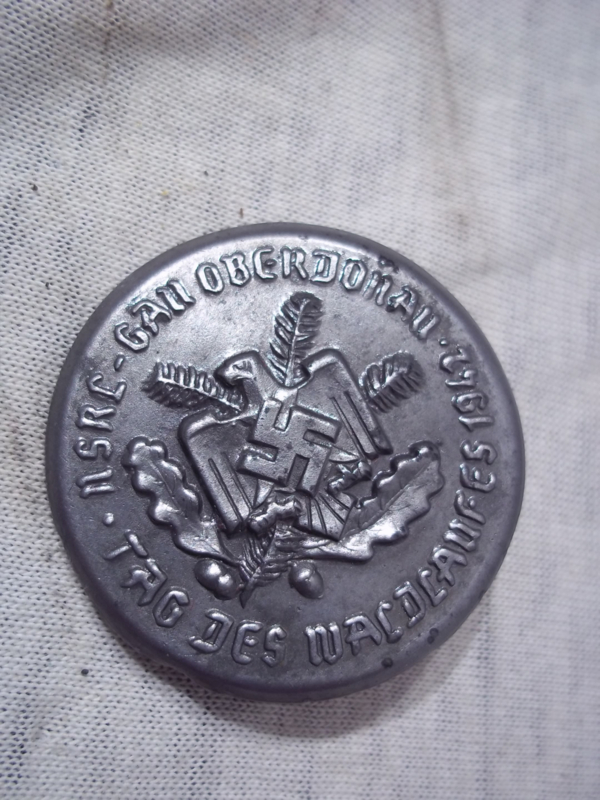 NSRL-GAU OBERDONAU
· TAG DES WALDLAUFES 1942 ·